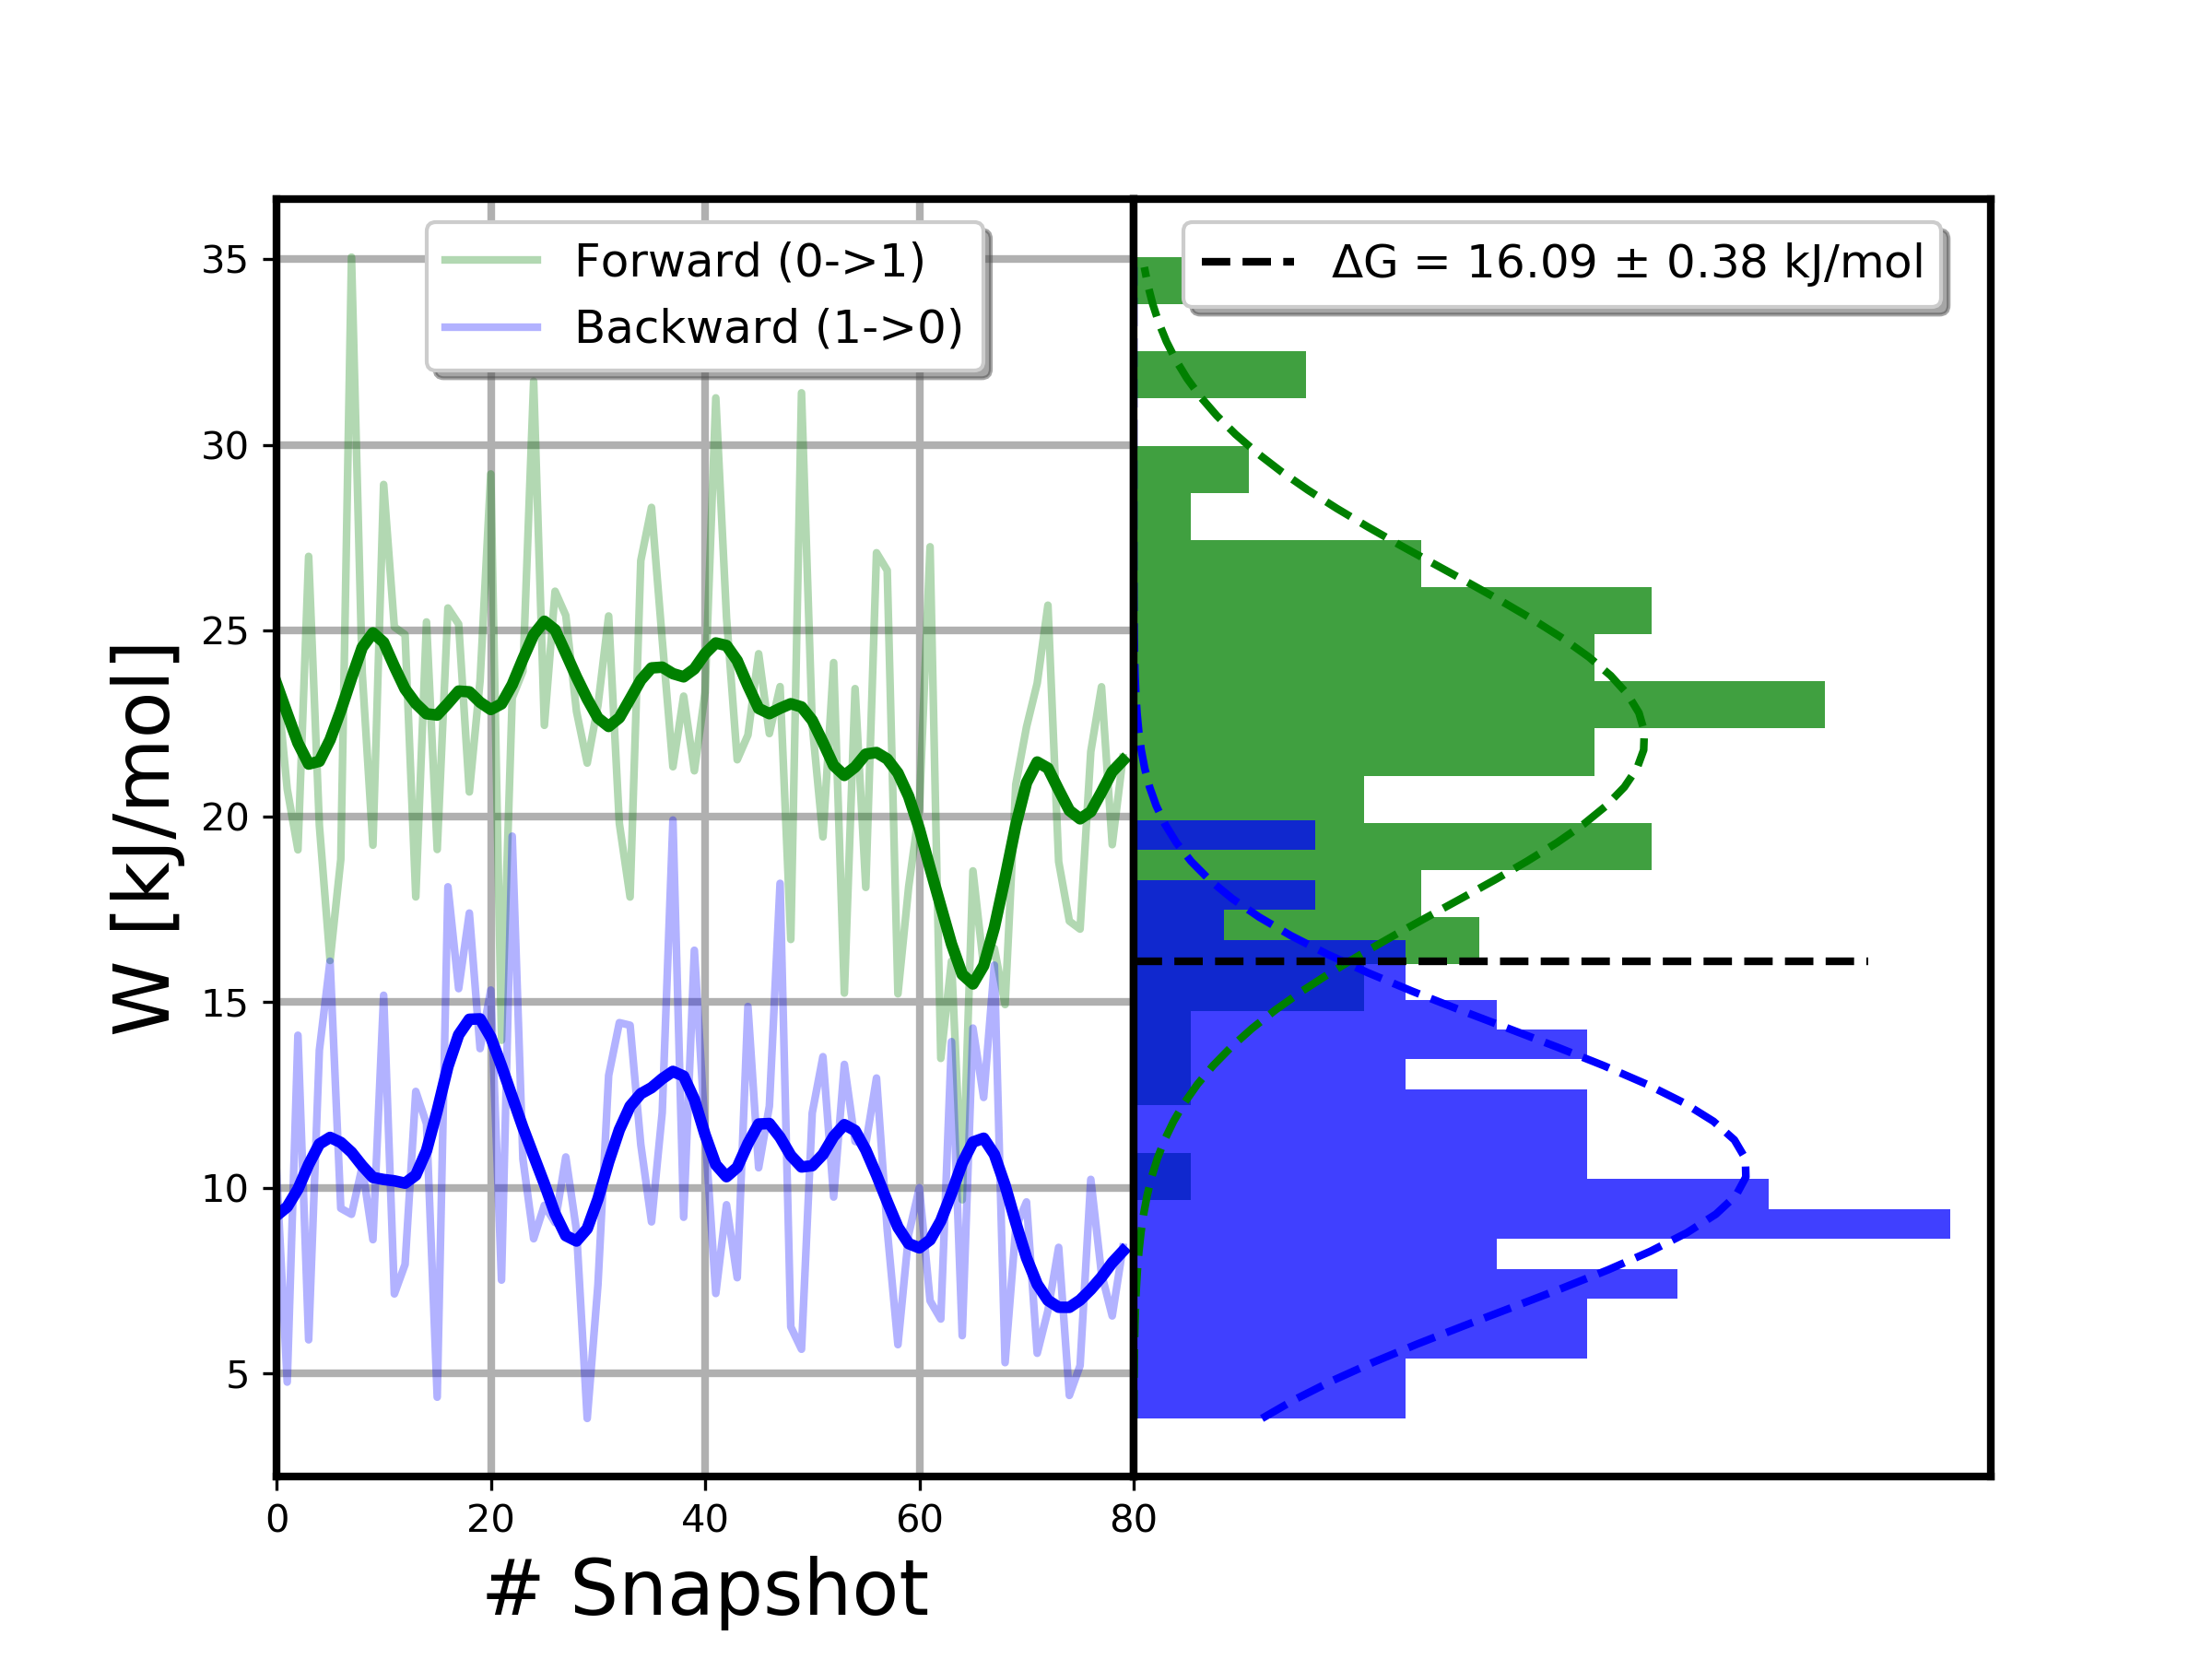 Forward (0->1)
Backward (1->0)
ΔG = 16.09 ± 0.38 kJ/mol
35
30
25
20
15
10
5
W [kJ/mol]
0
20
40
60
80
# Snapshot